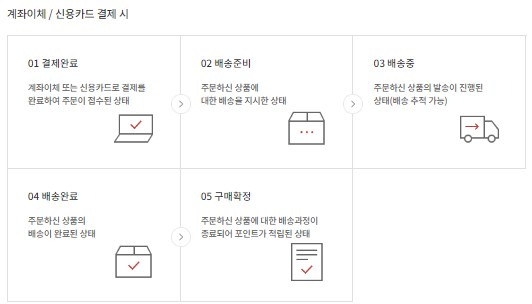 계좌이체 / 신용카드 결제 시
01 결제완료
계좌이체 또는 신용카드로 결제를
완료하여 주문이 접수된 상태
02 배송준비
주문하신 상품에
대한 배송을 지시한 상태
03 배송중
주문하신 상품의 발송이 진행된
상태(배송 추적 가능)
04 배송완료
주문하신 상품의
배송이 완료된 상태
05 구매확정
주문하신 상품에 대한 배송과정이
종료되어 포인트가 적립된 상태